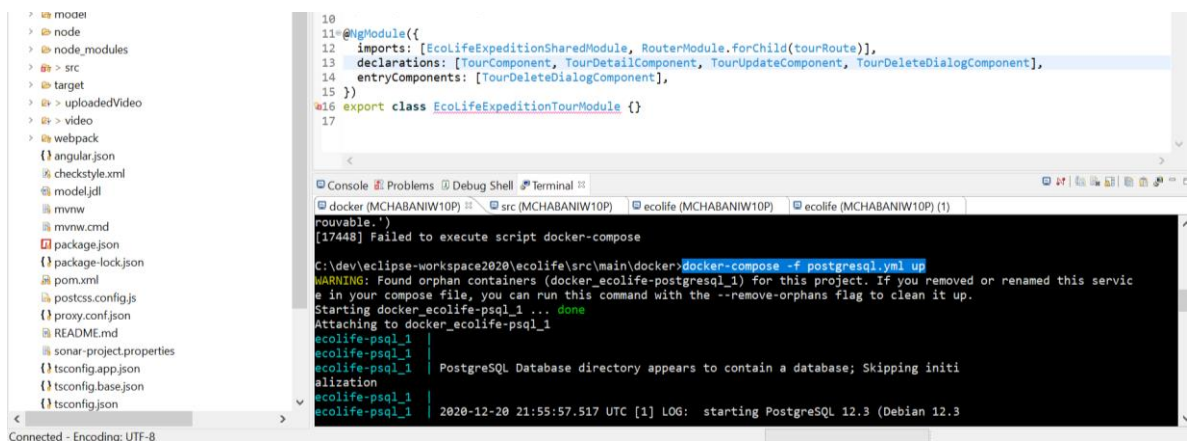 model
node
node_modules
> src
target
> uploadedVideo
> video
webpack
angular.json
checkstyle.xml
model.jdl
mvnw
mvnw.cmd
package.json
package-lock.json
pom.xml
postcss.config.js
proxy.conf.json
README.md
sonar-project.properties
tsconfig.app.json
tsconfig.base.json
tsconfig.json
10
11 @NgModule({
12 imports: [EcoLifeExpeditionSharedModule, RouterModule.forChild(tourRoute)],
13 declarations: [TourComponent, TourDetailComponent, TourUpdateComponent, TourDeleteDialogComponent],
14 entryComponents: [TourDeleteDialogComponent],
15 })
16 export class EcoLifeExpeditionTourModule {}
17
Console Problems Debug Shell Terminal
docker (MCHABANIW10P) src (MCHABANIW10P) ecolife (MCHABANIW10P) ecolife (MCHABANIW10P) (1)
rouvable.')
[17448] Failed to execute script docker-compose
C:\dev\eclipse-workspace2020\ecolife\src\main\docker>docker-compose -f postgresql.yml up
WARNING: Found orphan containers (docker_ecolife-postgresql_1) for this project. If you removed or renamed this servic
e in your compose file, you can run this command with the --remove-orphans flag to clean it up.
Starting docker_ecolife-psql_1 ... done
Attaching to docker_ecolife-psql_1
ecolife-psql_1 |
ecolife-psql_1 |
ecolife-psql_1 | PostgreSQL Database directory appears to contain a database; Skipping initi
alization
ecolife-psql_1 |
ecolife-psql_1 | 2020-12-20 21:55:57.517 UTC [1] LOG: starting PostgreSQL 12.3 (Debian 12.3
Connected - Encoding: UTF-8